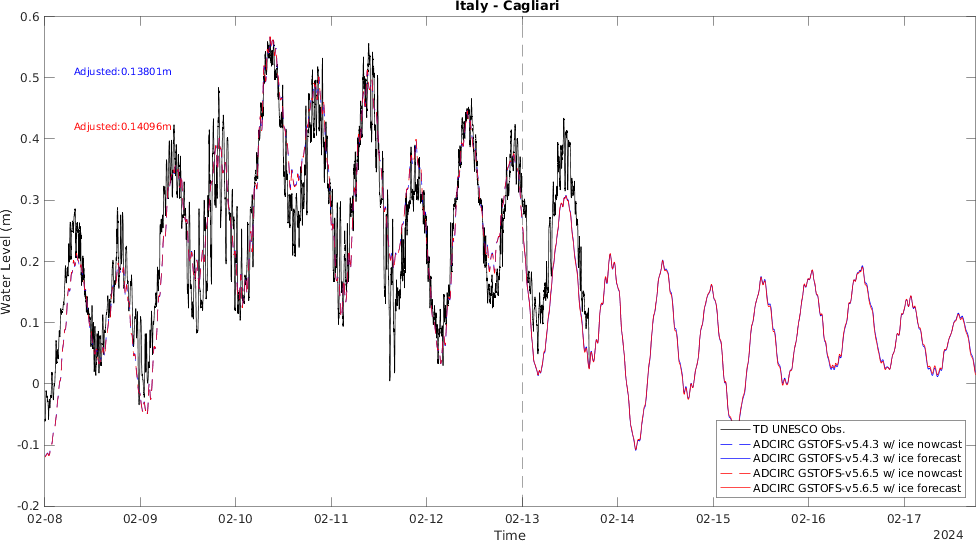 Italy - Cagliari
0.6
0.5
0.4
0.3
0.2
0.1
0
-0.1
-0.2
Water Level (m)
Adjusted:0.13801m
Adjusted:0.14096m
TD UNESCO Obs.
ADCIRC GSTOFS-v5.4.3 w/ ice nowcast
ADCIRC GSTOFS-v5.4.3 w/ ice forecast
ADCIRC GSTOFS-v5.6.5 w/ ice nowcast
ADCIRC GSTOFS-v5.6.5 w/ ice forecast
02-08 02-09 02-10 02-11 02-12 02-13 02-14 02-15 02-16 02-17
Time
2024